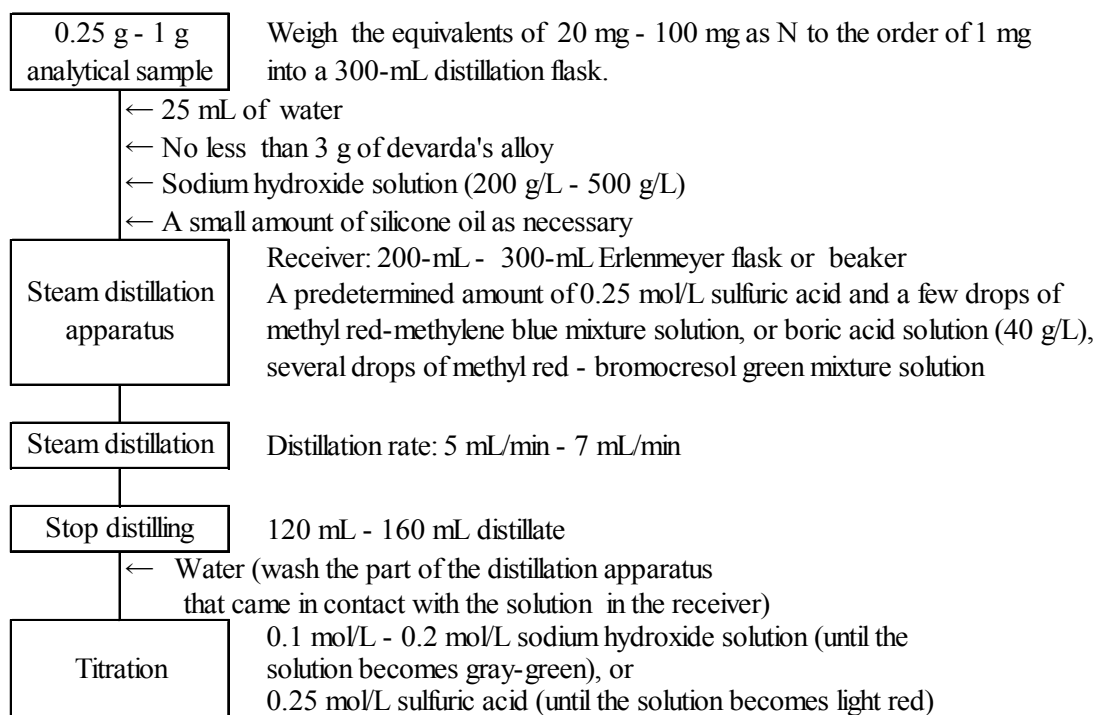 0.25 g - 1 g
analytical sample
Weigh the equivalents of 20 mg - 100 mg as N to the order of 1 mg
into a 300-mL distillation flask.
← 25 mL of water
← No less than 3 g of devarda's alloy
← Sodium hydroxide solution (200 g/L - 500 g/L)
← A small amount of silicone oil as necessary
Steam distillation
apparatus
Receiver: 200-mL - 300-mL Erlenmeyer flask or beaker
A predetermined amount of 0.25 mol/L sulfuric acid and a few drops of
methyl red-methylene blue mixture solution, or boric acid solution (40 g/L),
several drops of methyl red - bromocresol green mixture solution
Steam distillation
Distillation rate: 5 mL/min - 7 mL/min
Stop distilling
120 mL - 160 mL distillate
← Water (wash the part of the distillation apparatus
that came in contact with the solution in the receiver)
Titration
0.1 mol/L - 0.2 mol/L sodium hydroxide solution (until the
solution becomes gray-green), or
0.25 mol/L sulfuric acid (until the solution becomes light red)